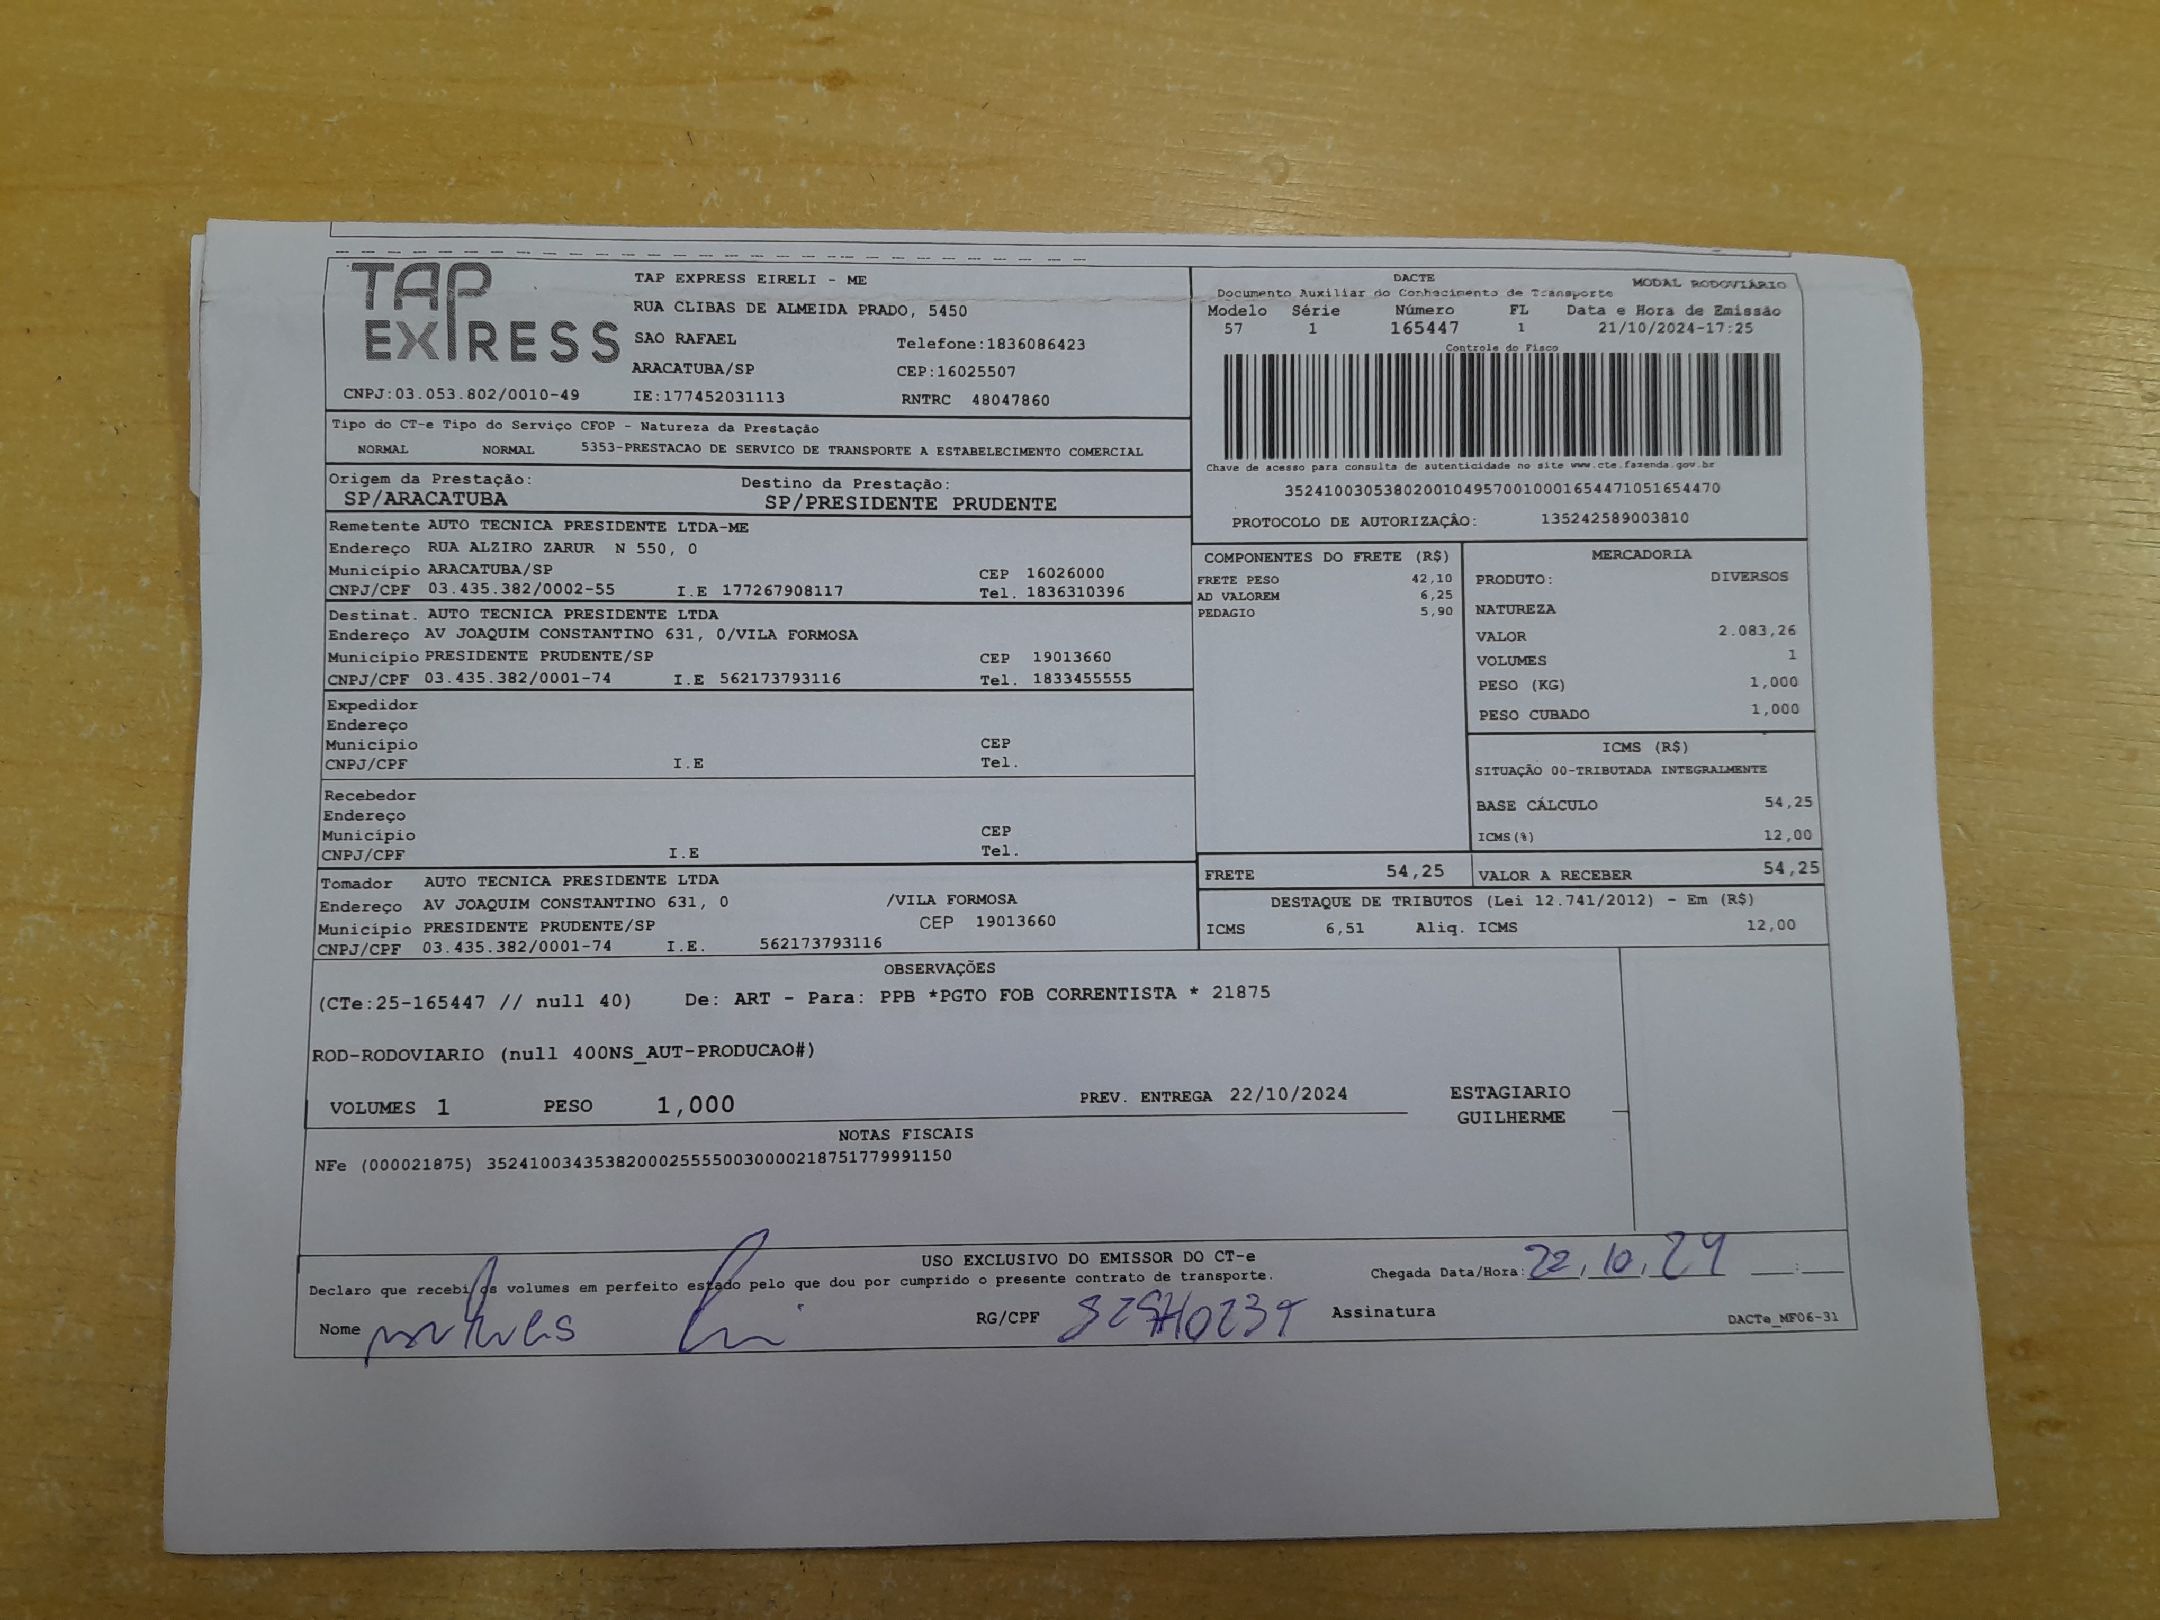 TAP EXPRESS
TAP EXPRESS EIRELI - ME
RUA CLIBAS DE ALMEIDA PRADO, 5450
SAO RAFAEL Telefone:1836086423
ARACATUBA/SP CEP:16025507
CNPJ:03.053.802/0010-49 IE:177452031113 RNTRC 48047860
DACTE MODAL RODOVIÁRIO
Documento Auxiliar do Conhecimento de Transporte
Modelo Série Número FL Data e Hora de Emissão
57 1 165447 1 21/10/2024-17:25
Controle do Fisco
Chave de acesso para consulta de autenticidade no site www.cte.fazenda.gov.br
35241003053802001049570010001654471051654470
PROTOCOLO DE AUTORIZAÇÂO: 135242589003810
Tipo do CT-e Tipo do Serviço CFOP - Natureza da Prestação
NORMAL NORMAL 5353-PRESTACAO DE SERVICO DE TRANSPORTE A ESTABELECIMENTO COMERCIAL
Origem da Prestação: Destino da Prestação:
SP/ARACATUBA SP/PRESIDENTE PRUDENTE
Remetente AUTO TECNICA PRESIDENTE LTDA-ME
Endereço RUA ALZIRO ZARUR N 550, 0
Município ARACATUBA/SP CEP 16026000
CNPJ/CPF 03.435.382/0002-55 I.E 177267908117 Tel. 1836310396
Destinat. AUTO TECNICA PRESIDENTE LTDA
Endereço AV JOAQUIM CONSTANTINO 631, 0/VILA FORMOSA
Município PRESIDENTE PRUDENTE/SP CEP 19013660
CNPJ/CPF 03.435.382/0001-74 I.E 562173793116 Tel. 1833455555
Expedidor
Endereço
Município CEP
CNPJ/CPF I.E Tel.
Recebedor
Endereço
Município CEP
CNPJ/CPF I.E Tel.
Tomador AUTO TECNICA PRESIDENTE LTDA
Endereço AV JOAQUIM CONSTANTINO 631, 0 /VILA FORMOSA
Município PRESIDENTE PRUDENTE/SP CEP 19013660
CNPJ/CPF 03.435.382/0001-74 I.E. 562173793116
COMPONENTES DO FRETE (R$)
FRETE PESO 42,10
AD VALOREM 6,25
PEDAGIO 5,90
MERCADORIA
PRODUTO: DIVERSOS
NATUREZA
VALOR 2.083,26
VOLUMES 1
PESO (KG) 1,000
PESO CUBADO 1,000
ICMS (R$)
SITUAÇÃO 00-TRIBUTADA INTEGRALMENTE
BASE CÁLCULO 54,25
ICMS(%) 12,00
FRETE 54,25 VALOR A RECEBER 54,25
DESTAQUE DE TRIBUTOS (Lei 12.741/2012) - Em (R$)
ICMS 6,51 Aliq. ICMS 12,00
OBSERVAÇÕES
(CTe:25-165447 // null 40) De: ART - Para: PPB *PGTO FOB CORRENTISTA * 21875
ROD-RODOVIARIO (null 400NS_AUT-PRODUCAO#)
VOLUMES 1 PESO 1,000 PREV. ENTREGA 22/10/2024 ESTAGIARIO
GUILHERME
NOTAS FISCAIS
NFe (000021875) 35241003435382000255550030000218751779991150
USO EXCLUSIVO DO EMISSOR DO CT-e
Declaro que recebi os volumes em perfeito estado pelo que dou por cumprido o presente contrato de transporte. Chegada Data/Hora: 22.10.24
Nome RG/CPF Assinatura DACTe_MF06-31